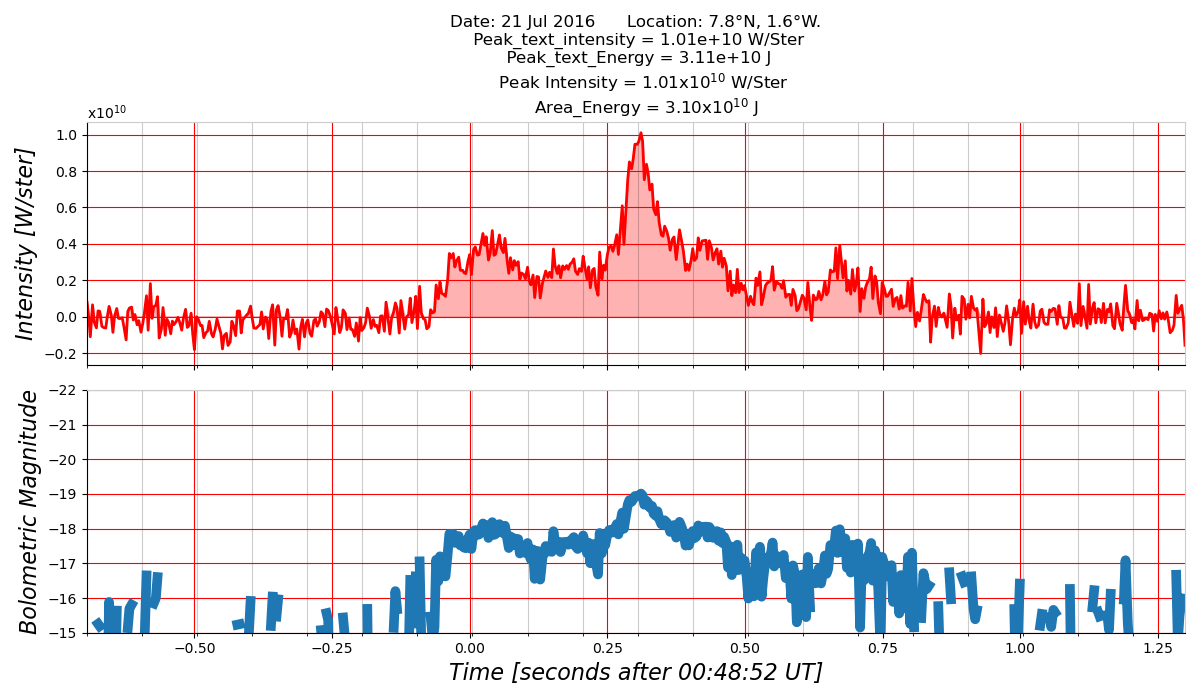 Date: 21 Jul 2016 Location: 7.8°N, 1.6°W.
Peak_text_intensity = 1.01e+10 W/Ster
Peak_text_Energy = 3.11e+10 J
Peak Intensity = 1.01x10¹⁰ W/Ster
Area_Energy = 3.10x10¹⁰ J
x10¹⁰
1.0
0.8
0.6
0.4
0.2
0.0
−0.2
Intensity [W/ster]
−22
−21
−20
−19
−18
−17
−16
−15
Bolometric Magnitude
−0.50 −0.25 0.00 0.25 0.50 0.75 1.00 1.25
Time [seconds after 00:48:52 UT]